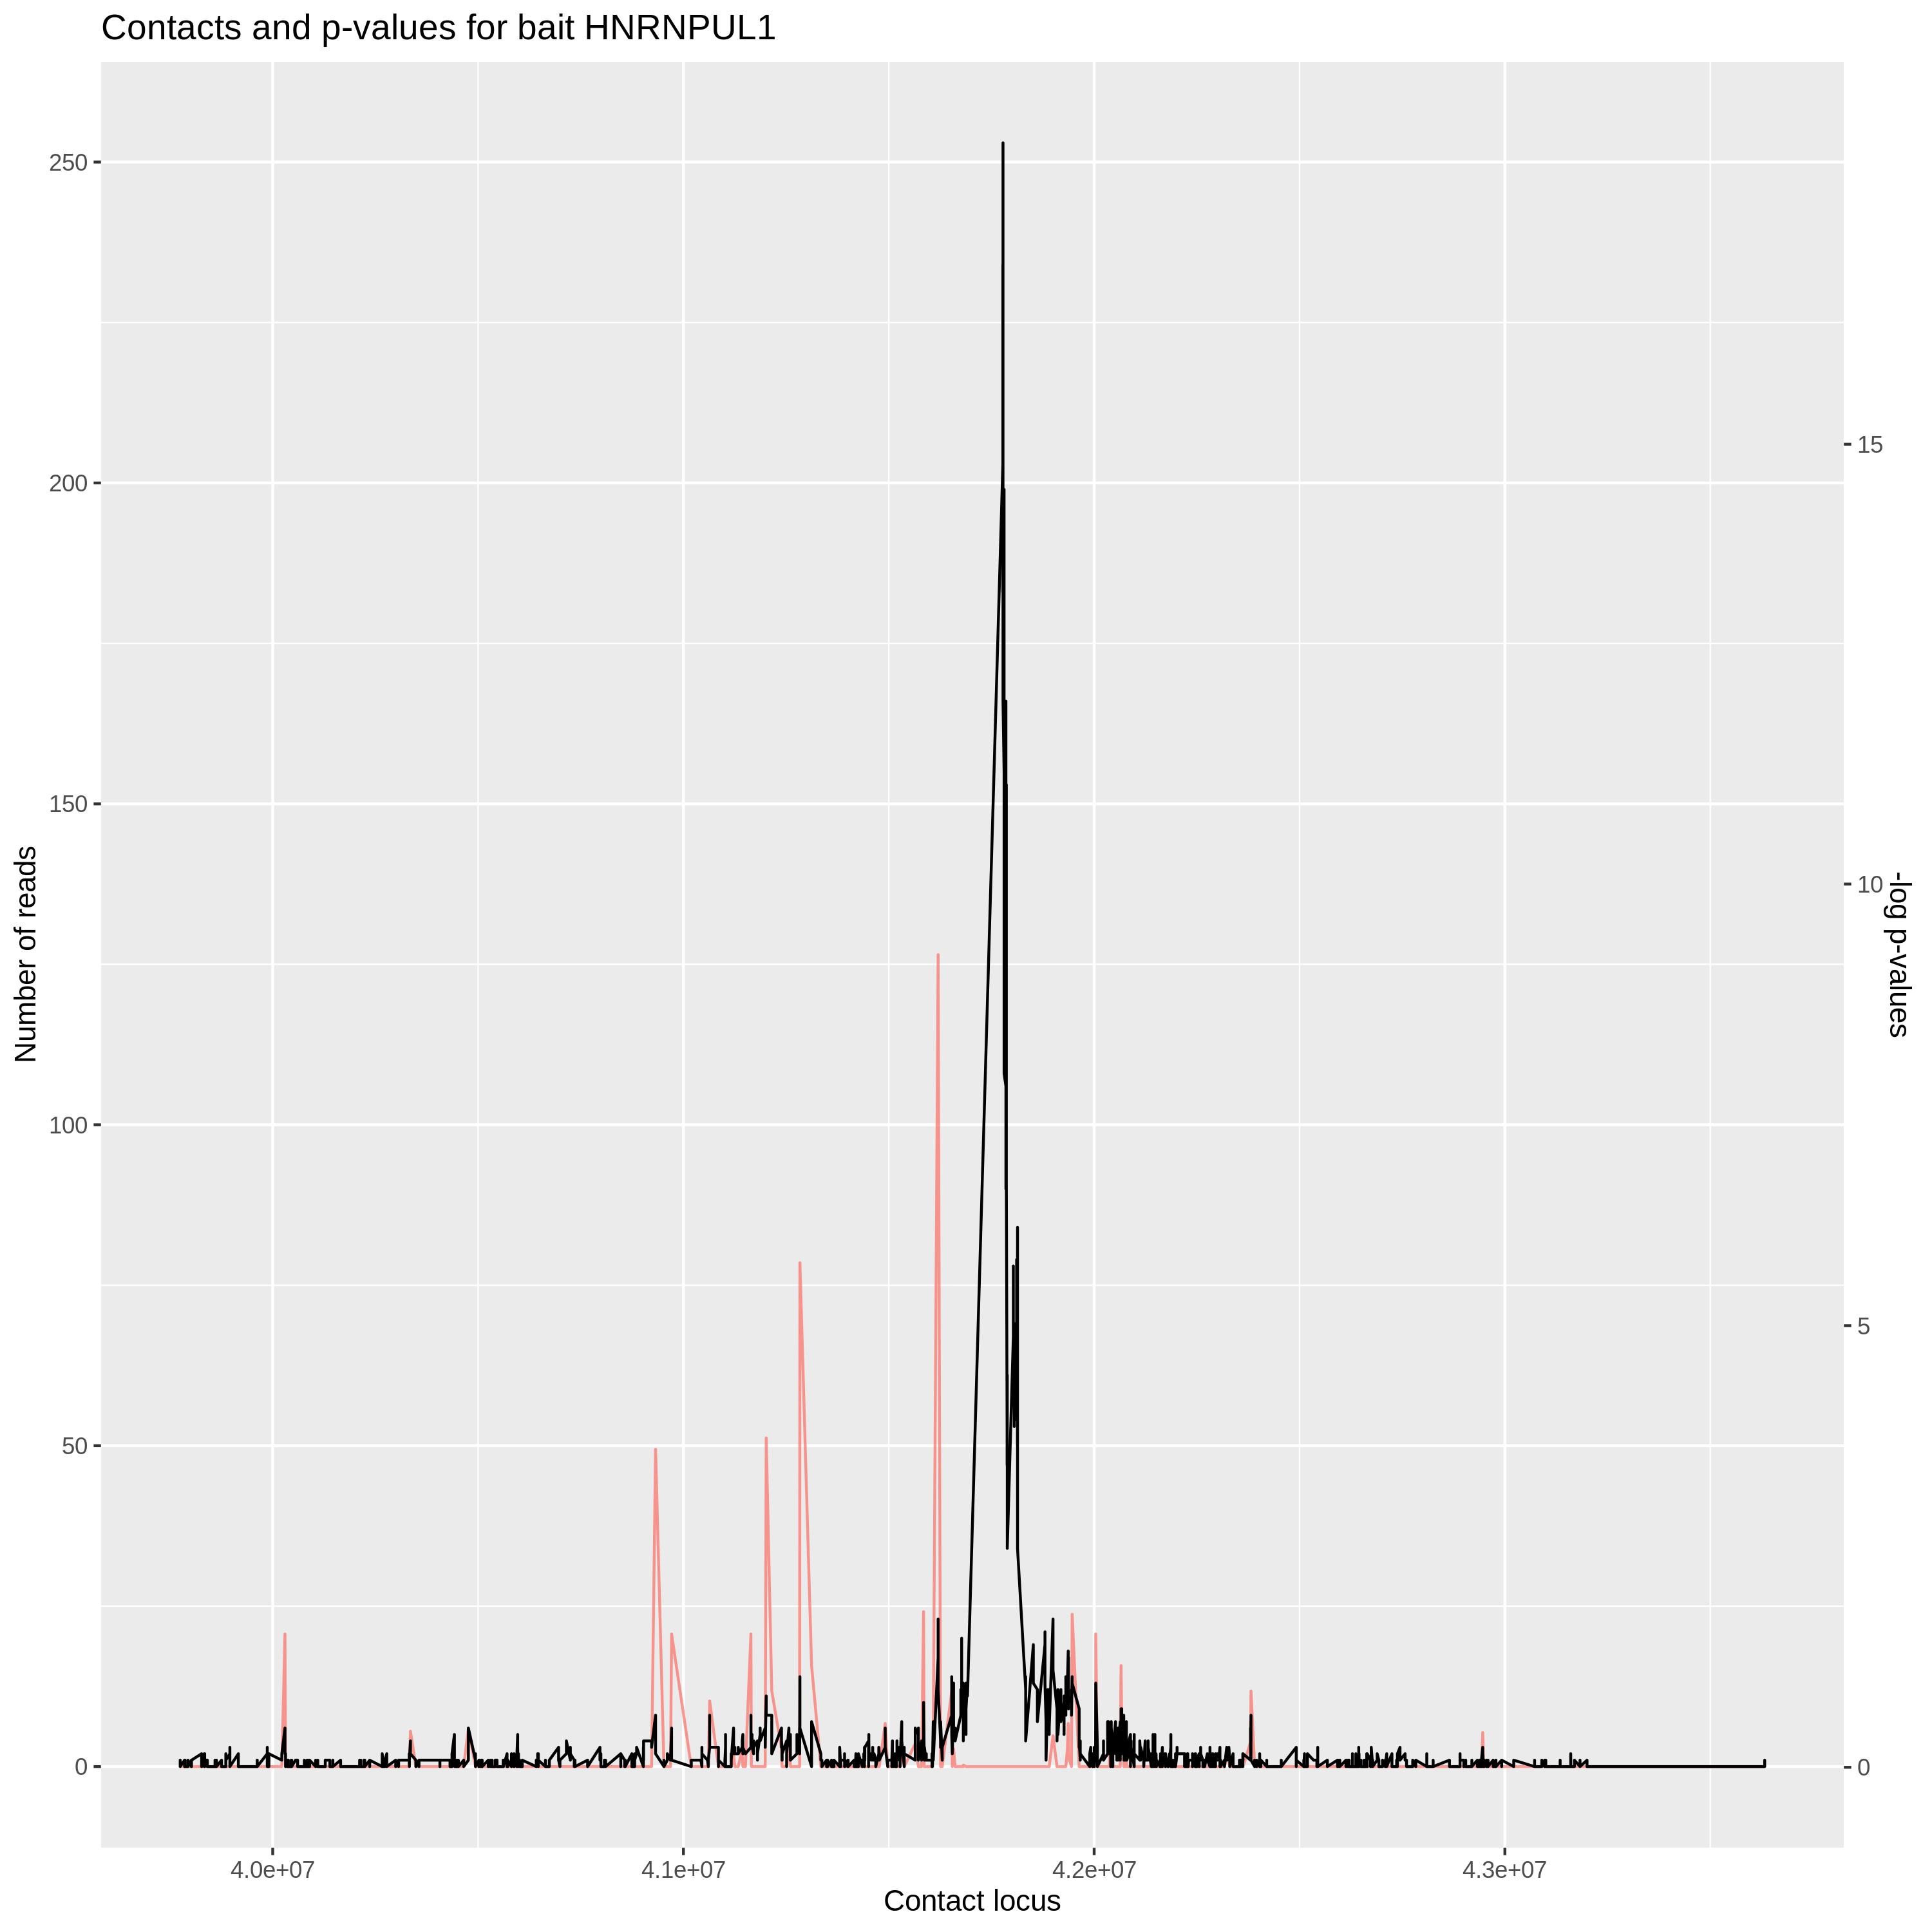 Contacts and p-values for bait HNRNPUL1
250
200
150
100
50
0
Number of reads
15
10
5
0
-log p-values
4.0e+07
4.1e+07
4.2e+07
4.3e+07
Contact locus